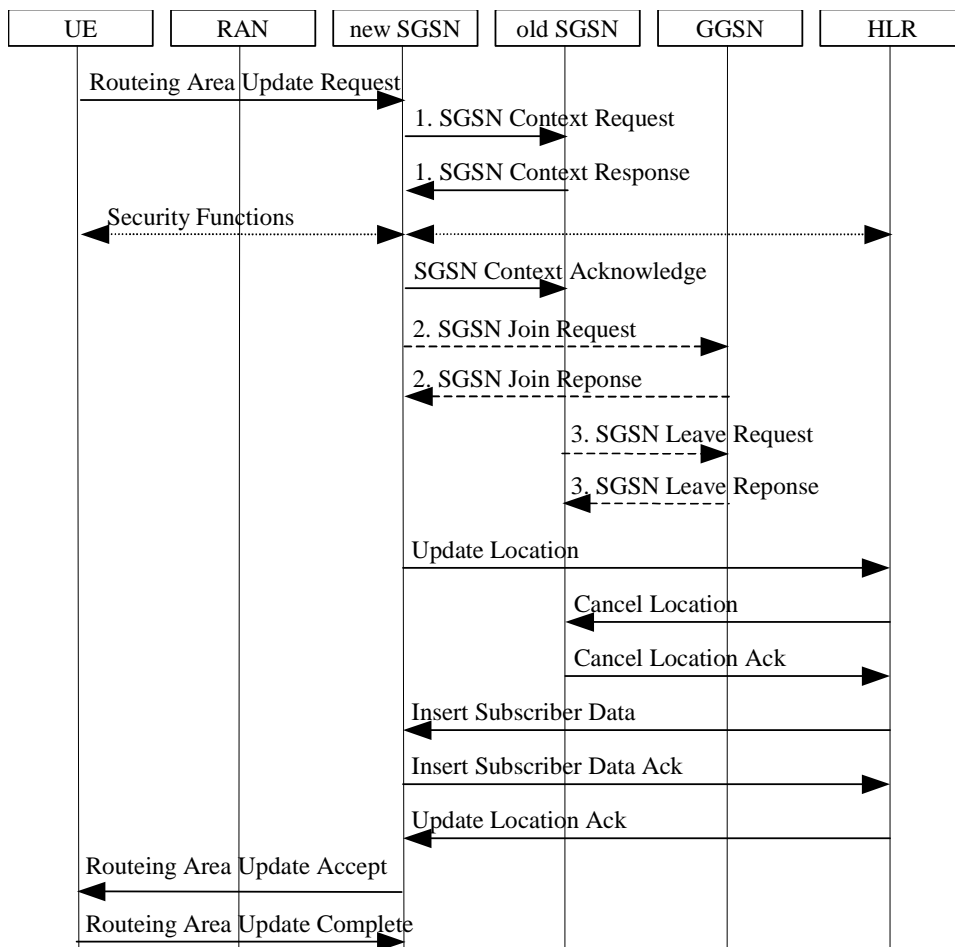 UE RAN new SGSN old SGSN GGSN HLR
Routeing Area Update Request
1. SGSN Context Request
1. SGSN Context Response
Security Functions
SGSN Context Acknowledge
2. SGSN Join Request
2. SGSN Join Reponse
3. SGSN Leave Request
3. SGSN Leave Reponse
Update Location
Cancel Location
Cancel Location Ack
Insert Subscriber Data
Insert Subscriber Data Ack
Update Location Ack
Routeing Area Update Accept
Routeing Area Update Complete